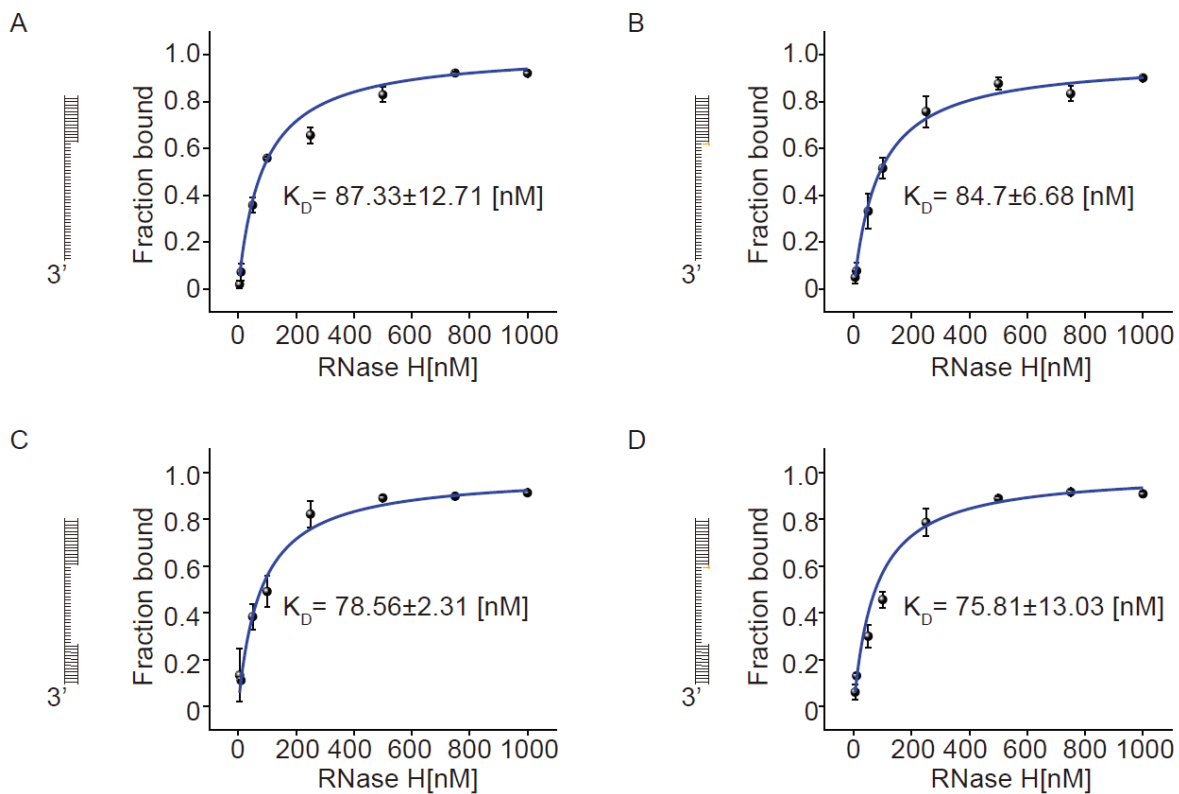 A
Fraction bound
1.0
0.8
0.6
0.4
0.2
0
K_D= 87.33±12.71 [nM]
3’
0 200 400 600 800 1000
RNase H[nM]
B
Fraction bound
1.0
0.8
0.6
0.4
0.2
0
K_D= 84.7±6.68 [nM]
3’
0 200 400 600 800 1000
RNase H[nM]
C
Fraction bound
1.0
0.8
0.6
0.4
0.2
0
K_D= 78.56±2.31 [nM]
3’
0 200 400 600 800 1000
RNase H[nM]
D
Fraction bound
1.0
0.8
0.6
0.4
0.2
0
K_D= 75.81±13.03 [nM]
3’
0 200 400 600 800 1000
RNase H[nM]